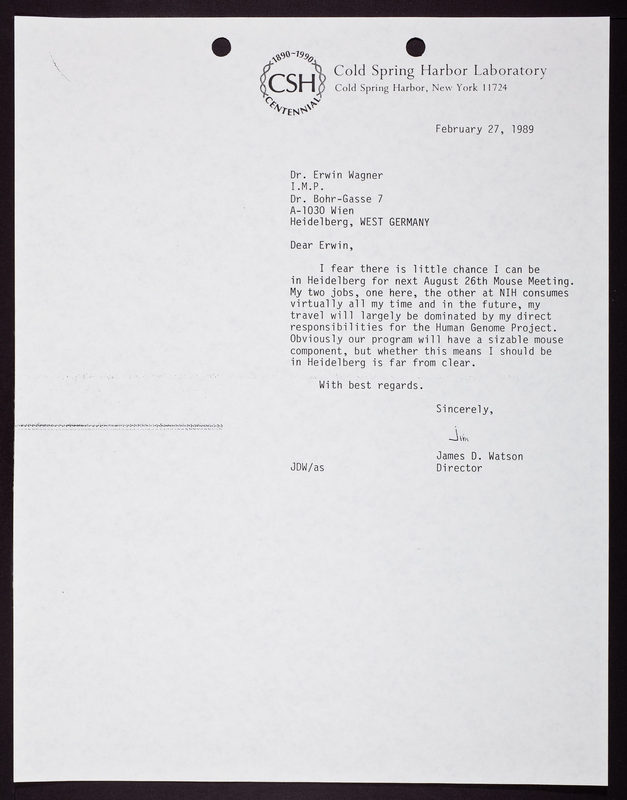 1890-1990
CSH
CENTENNIAL
Cold Spring Harbor Laboratory
Cold Spring Harbor, New York 11724
February 27, 1989
Dr. Erwin Wagner
I.M.P.
Dr. Bohr-Gasse 7
A-1030 Wien
Heidelberg, WEST GERMANY
Dear Erwin,
I fear there is little chance I can be
in Heidelberg for next August 26th Mouse Meeting.
My two jobs, one here, the other at NIH consumes
virtually all my time and in the future, my
travel will largely be dominated by my direct
responsibilities for the Human Genome Project.
Obviously our program will have a sizable mouse
component, but whether this means I should be
in Heidelberg is far from clear.
With best regards.
Sincerely,
Jim
James D. Watson
JDW/as Director